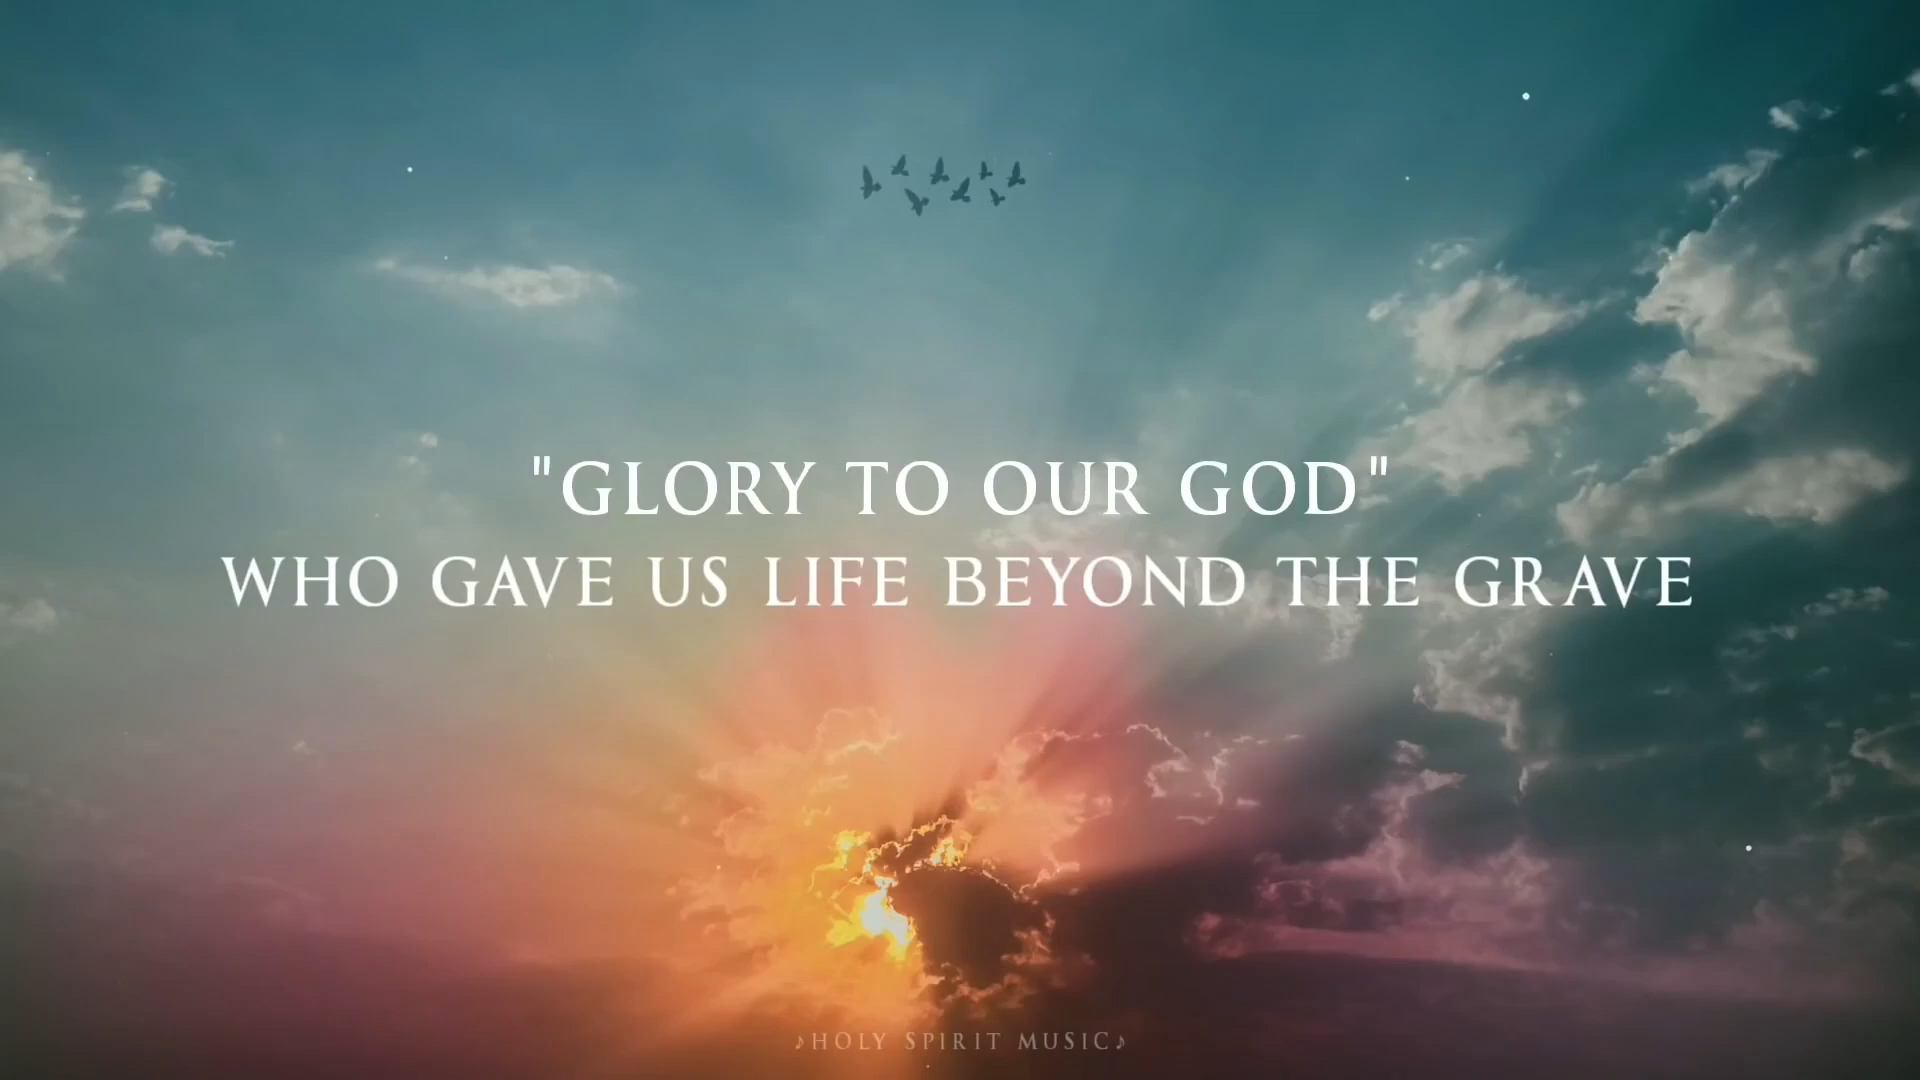 "GLORY TO OUR GOD"
WHO GAVE US LIFE BEYOND THE GRAVE
♪HOLY SPIRIT MUSIC♪